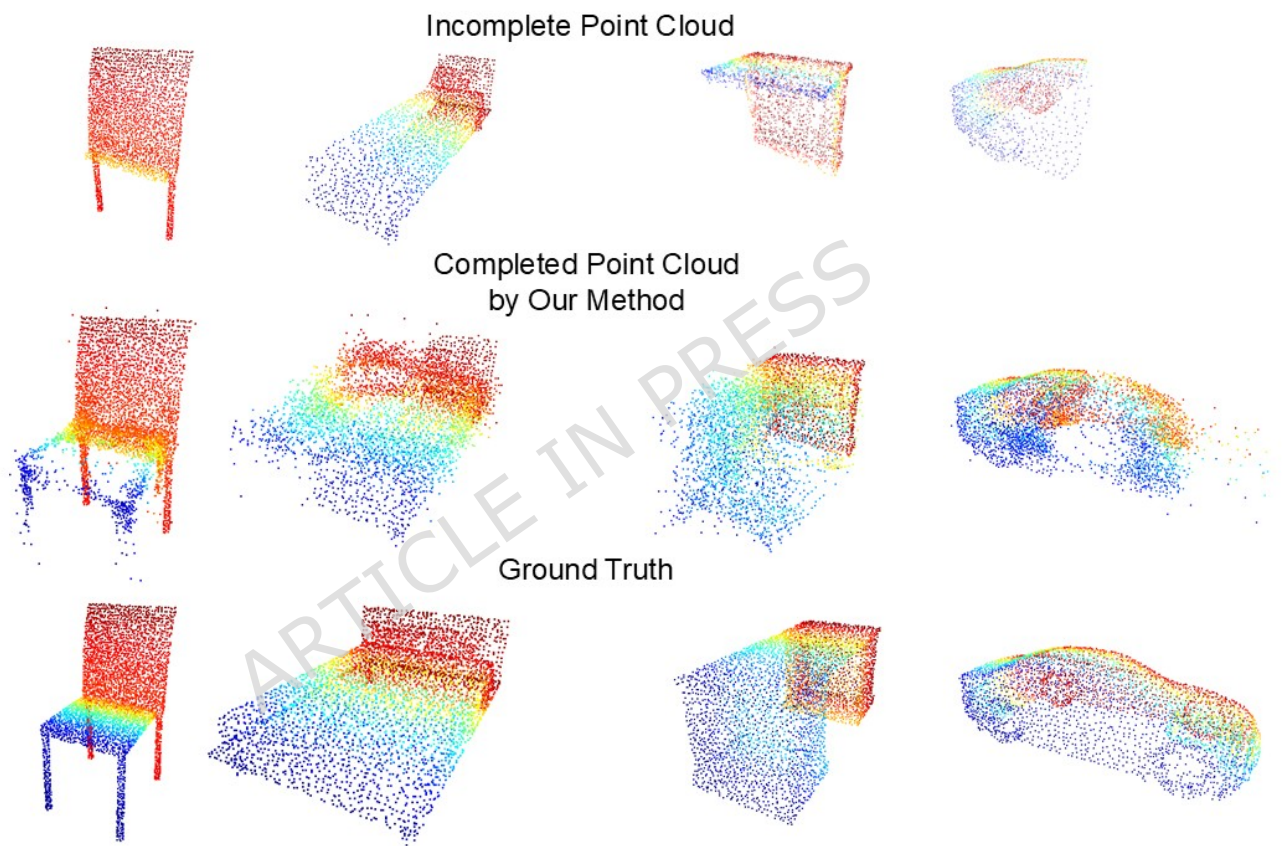 Incomplete Point Cloud
Completed Point Cloud
by Our Method
ARTICLE IN PRESS
Ground Truth